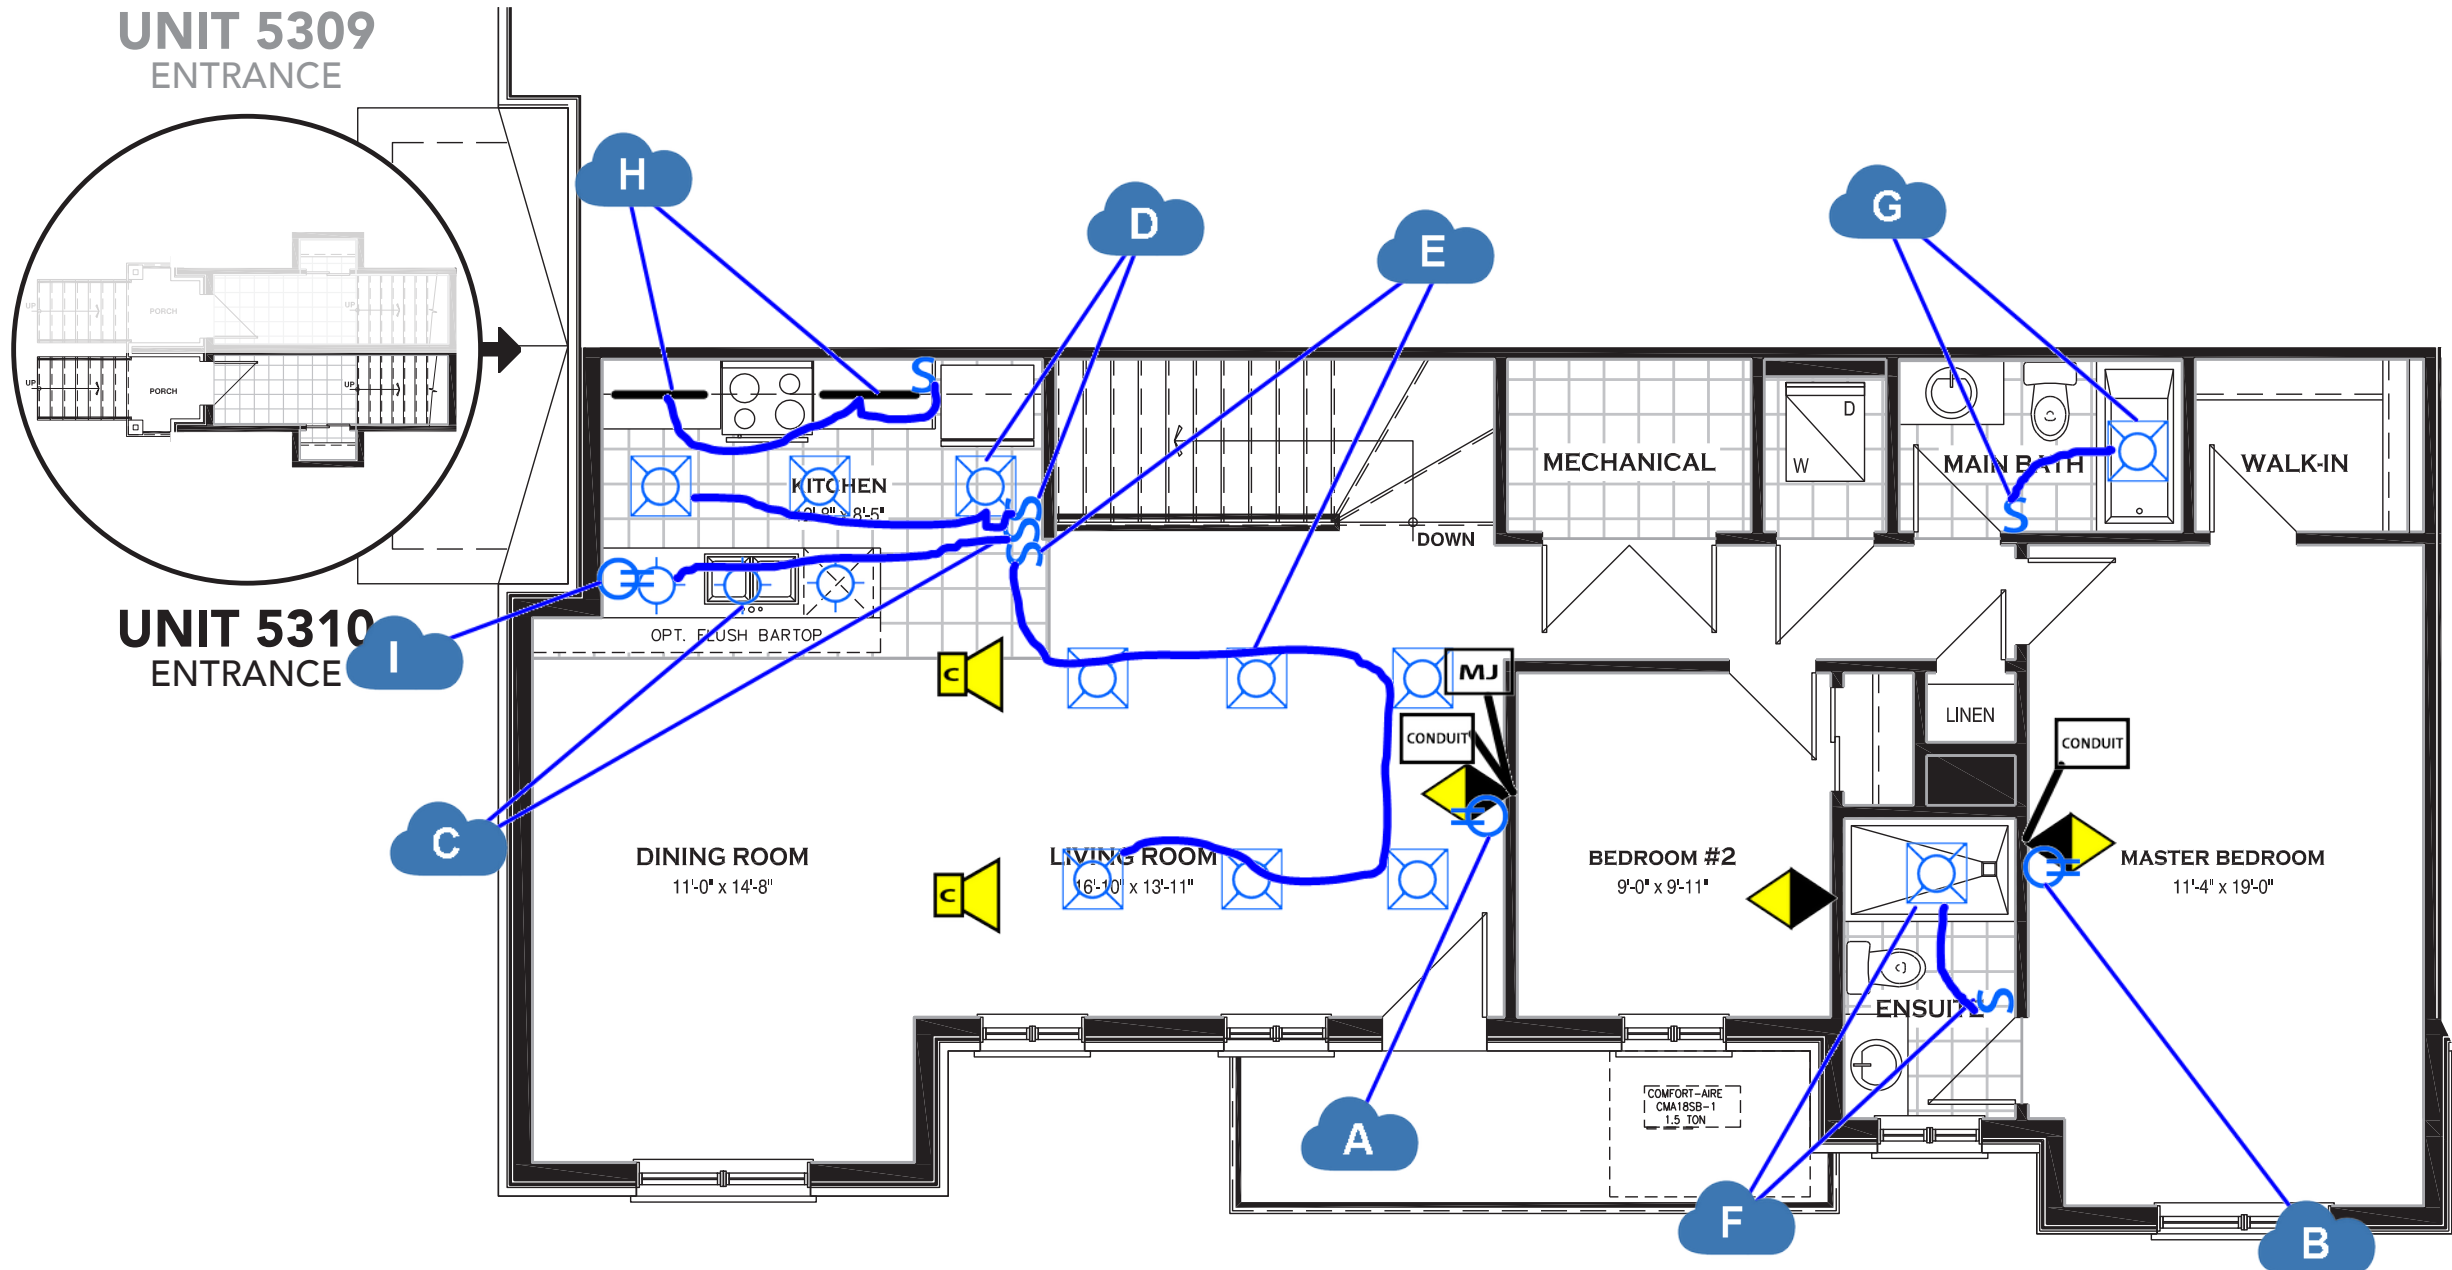 UNIT 5309
ENTRANCE
H
D
E
G
UP
PORCH
UP
UP
PORCH
UP
S
D
W
KITCHEN
MECHANICAL
MAIN BATH
WALK-IN
S
S
S
S
DOWN
UNIT 5310
ENTRANCE
I
OPT. FLUSH BARTOP
C
MJ
CONDUIT
LINEN
CONDUIT
C
DINING ROOM
11'-0" x 14'-8"
LIVING ROOM
16'-10" x 13'-11"
BEDROOM #2
9'-0" x 9'-11"
MASTER BEDROOM
11'-4" x 19'-0"
C
ENSUITE
S
COMFORT-AIRE
CMA18SB-1
1.5 TON
A
F
B